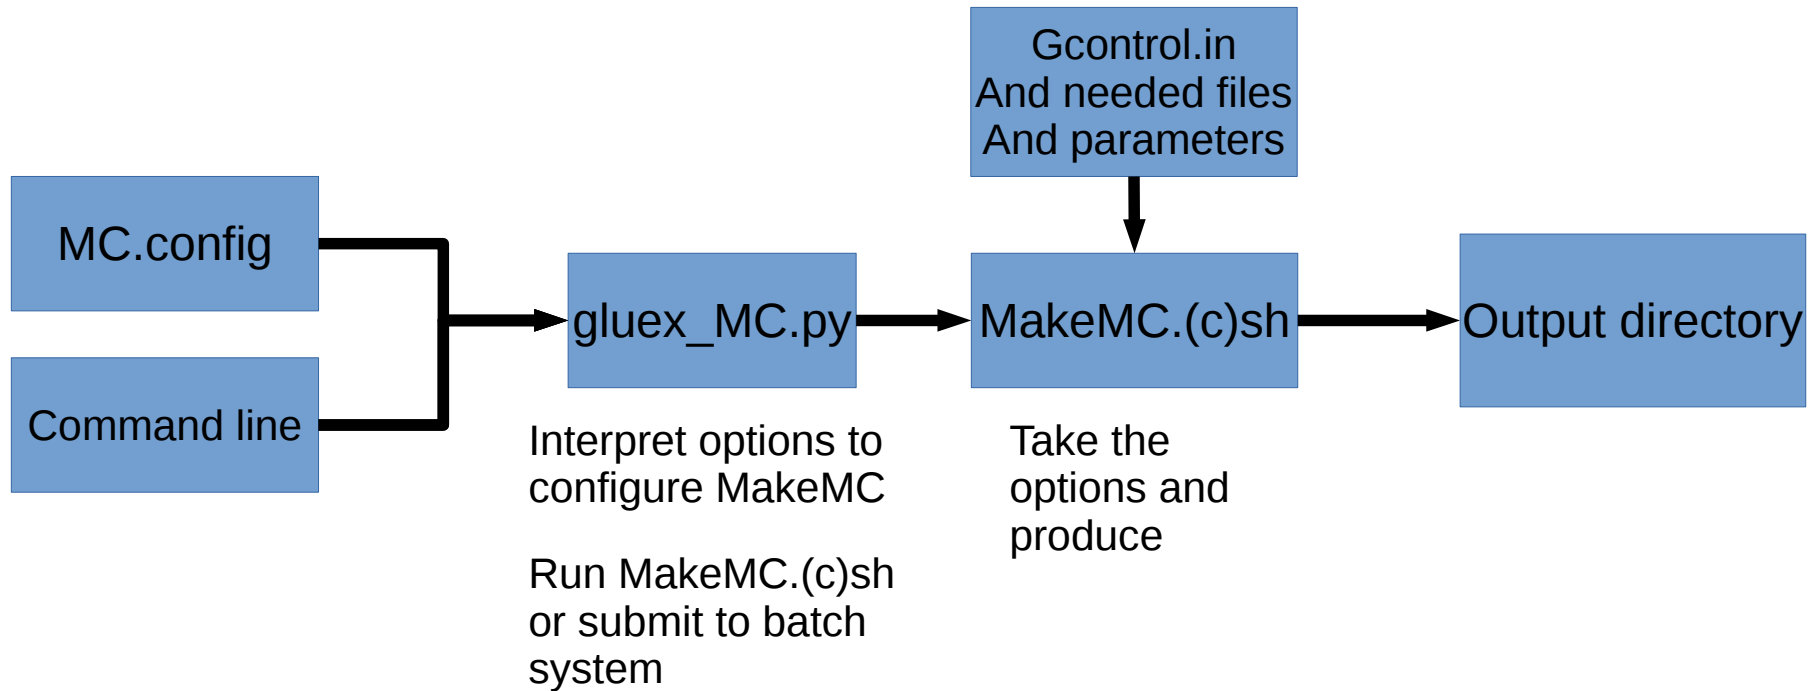 Gcontrol.in
And needed files
And parameters
MC.config
Command line
gluex_MC.py
MakeMC.(c)sh
Output directory
Interpret options to
configure MakeMC
Run MakeMC.(c)sh
or submit to batch
system
Take the
options and
produce